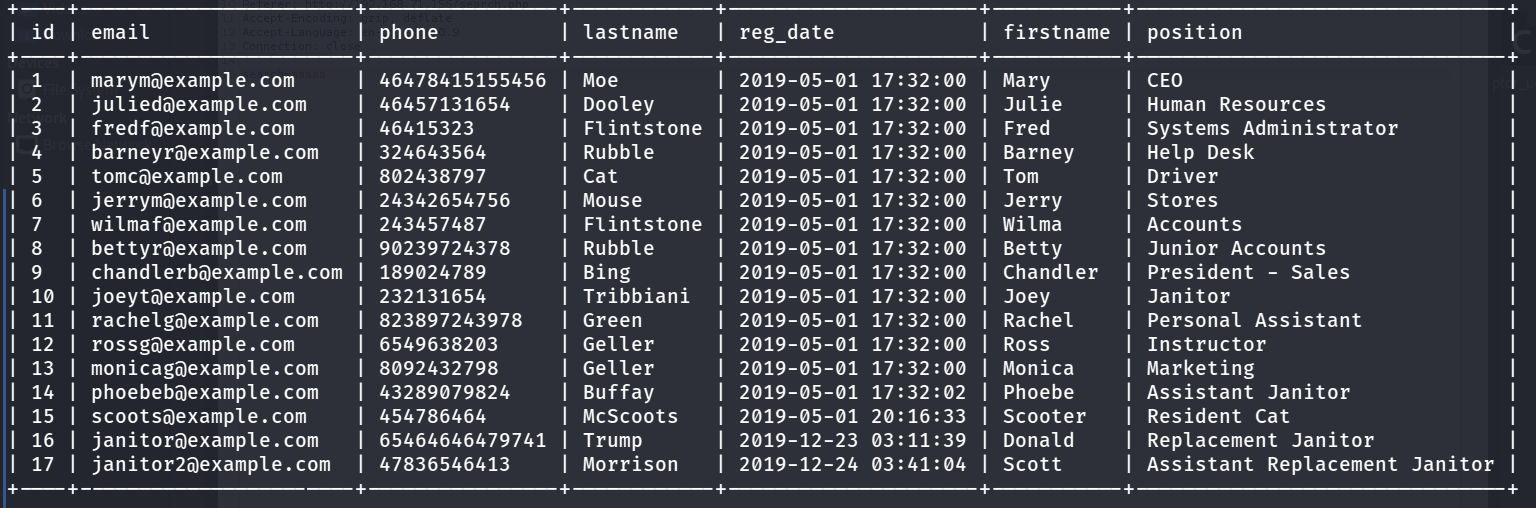 | id | email | phone | lastname | reg_date | firstname | position |
| 1 | marym@example.com | 46478415155456 | Moe | 2019-05-01 17:32:00 | Mary | CEO |
| 2 | julied@example.com | 46457131654 | Dooley | 2019-05-01 17:32:00 | Julie | Human Resources |
| 3 | fredf@example.com | 46415323 | Flintstone | 2019-05-01 17:32:00 | Fred | Systems Administrator |
| 4 | barneyr@example.com | 324643564 | Rubble | 2019-05-01 17:32:00 | Barney | Help Desk |
| 5 | tomc@example.com | 802438797 | Cat | 2019-05-01 17:32:00 | Tom | Driver |
| 6 | jerrym@example.com | 24342654756 | Mouse | 2019-05-01 17:32:00 | Jerry | Stores |
| 7 | wilmaf@example.com | 243457487 | Flintstone | 2019-05-01 17:32:00 | Wilma | Accounts |
| 8 | bettyr@example.com | 90239724378 | Rubble | 2019-05-01 17:32:00 | Betty | Junior Accounts |
| 9 | chandlerb@example.com | 189024789 | Bing | 2019-05-01 17:32:00 | Chandler | President - Sales |
| 10 | joeyt@example.com | 232131654 | Tribbiani | 2019-05-01 17:32:00 | Joey | Janitor |
| 11 | rachelg@example.com | 823897243978 | Green | 2019-05-01 17:32:00 | Rachel | Personal Assistant |
| 12 | rossg@example.com | 6549638203 | Geller | 2019-05-01 17:32:00 | Ross | Instructor |
| 13 | monicag@example.com | 8092432798 | Geller | 2019-05-01 17:32:00 | Monica | Marketing |
| 14 | phoebeb@example.com | 43289079824 | Buffay | 2019-05-01 17:32:02 | Phoebe | Assistant Janitor |
| 15 | scoots@example.com | 454786464 | McScoots | 2019-05-01 20:16:33 | Scooter | Resident Cat |
| 16 | janitor@example.com | 65464646479741 | Trump | 2019-12-23 03:11:39 | Donald | Replacement Janitor |
| 17 | janitor2@example.com | 47836546413 | Morrison | 2019-12-24 03:41:04 | Scott | Assistant Replacement Janitor |